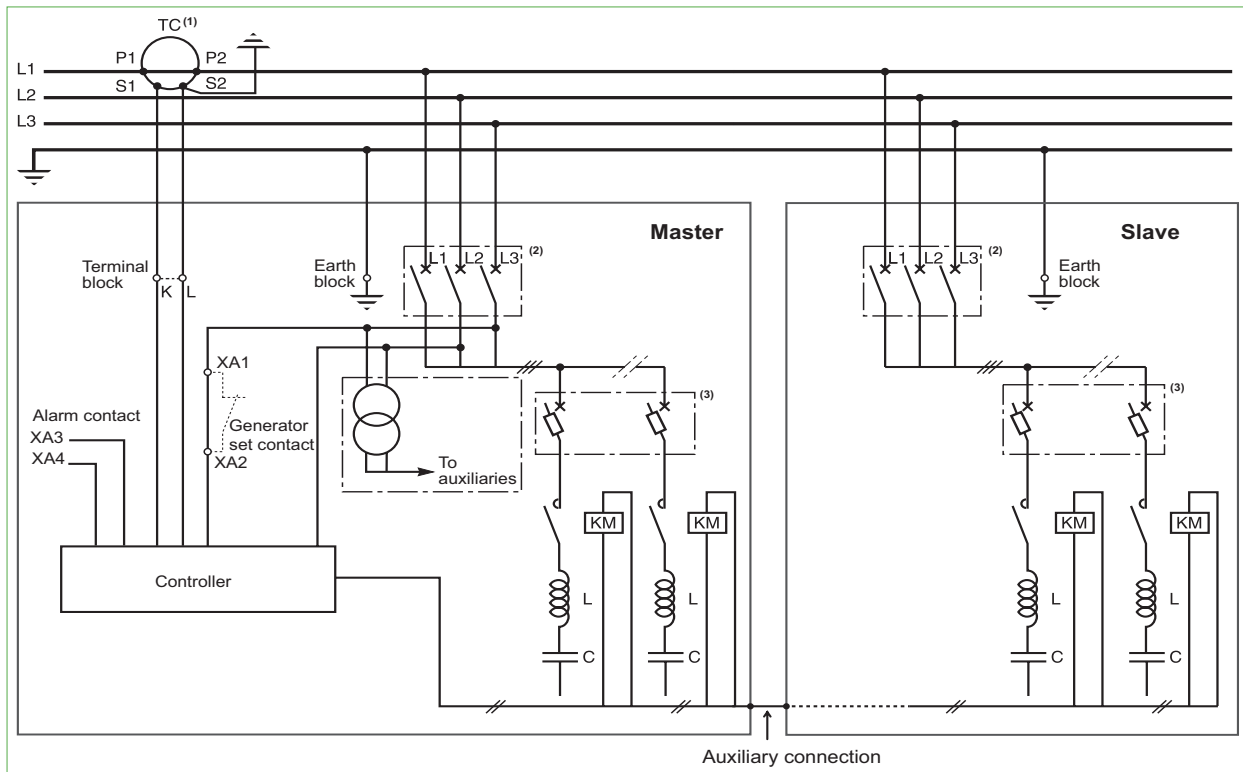 TC (1)
P1 P2
L1
S1 S2
L2
L3
Master
Slave
(2)
L1 L2 L3
(2)
L1 L2 L3
Terminal
block
K L
Earth
block
Earth
block
XA1
Alarm contact
XA3
XA4
Generator
set contact
XA2
To
auxiliaries
(3)
(3)
KM
KM
KM
KM
Controller
L
L
L
L
C
C
C
C
Auxiliary connection